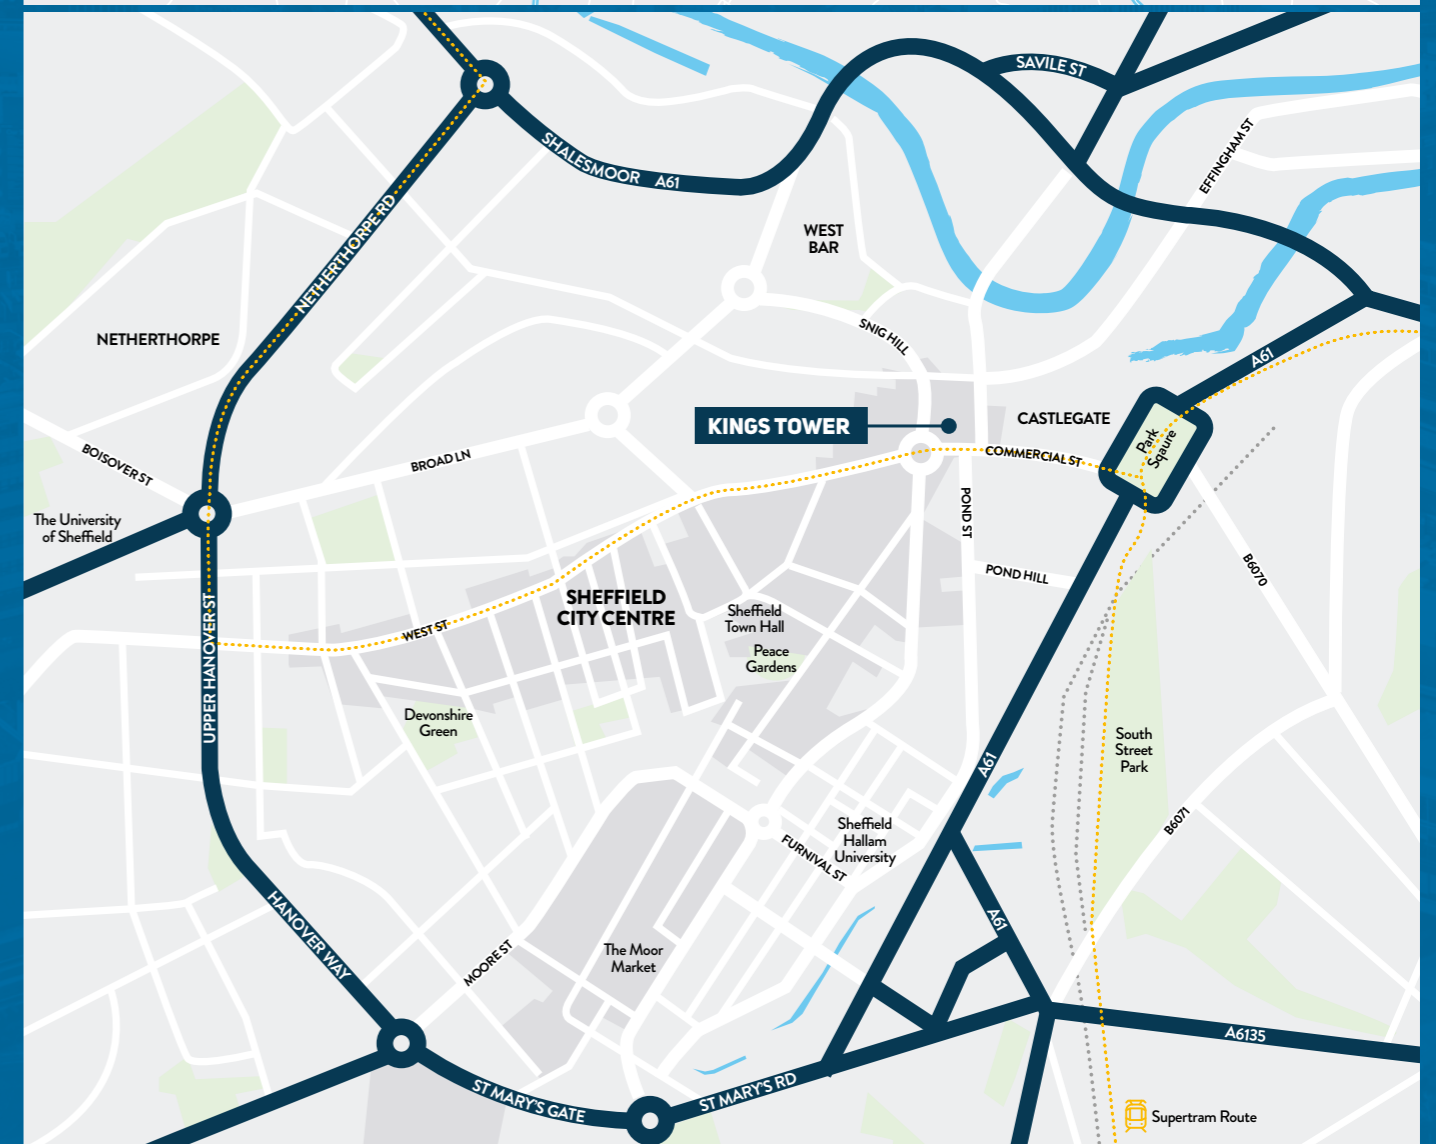 SAVILE ST
SHALESMOOR A61
EFFINGHAM ST
NETHERTHORPE RD
WEST
BAR
NETHERTHORPE
SNIG HILL
A61
KINGS TOWER
CASTLEGATE
Park
Sqaure
COMMERCIAL ST
BROAD LN
BOISOVER ST
The University
of Sheffield
POND ST
POND HILL
B6070
SHEFFIELD
CITY CENTRE
Sheffield
Town Hall
Peace
Gardens
WEST ST
UPPER HANOVER ST
Devonshire
Green
South
Street
Park
A61
B6071
Sheffield
Hallam
University
FURNIVAL ST
A61
HANOVER WAY
MOORE ST
The Moor
Market
A6135
ST MARY'S GATE
ST MARY'S RD
Supertram Route